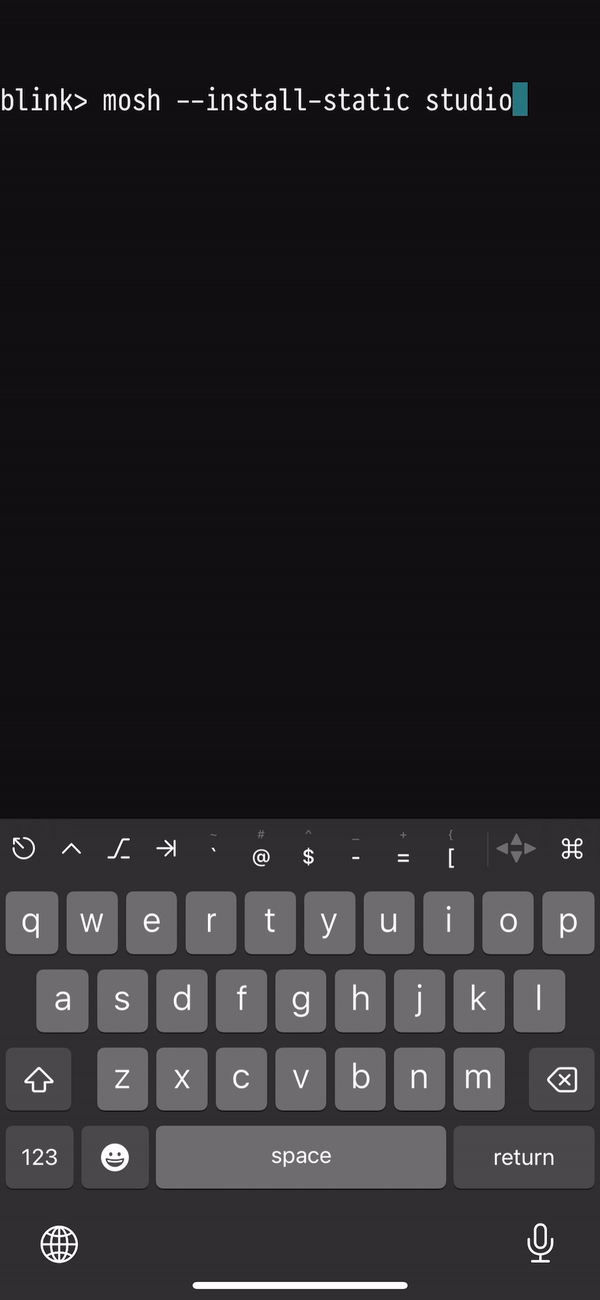 blink> mosh --install-static studio
~ # ^ _ + {
` @ $ - = [
q w e r t y u i o p
a s d f g h j k l
z x c v b n m
123 space return